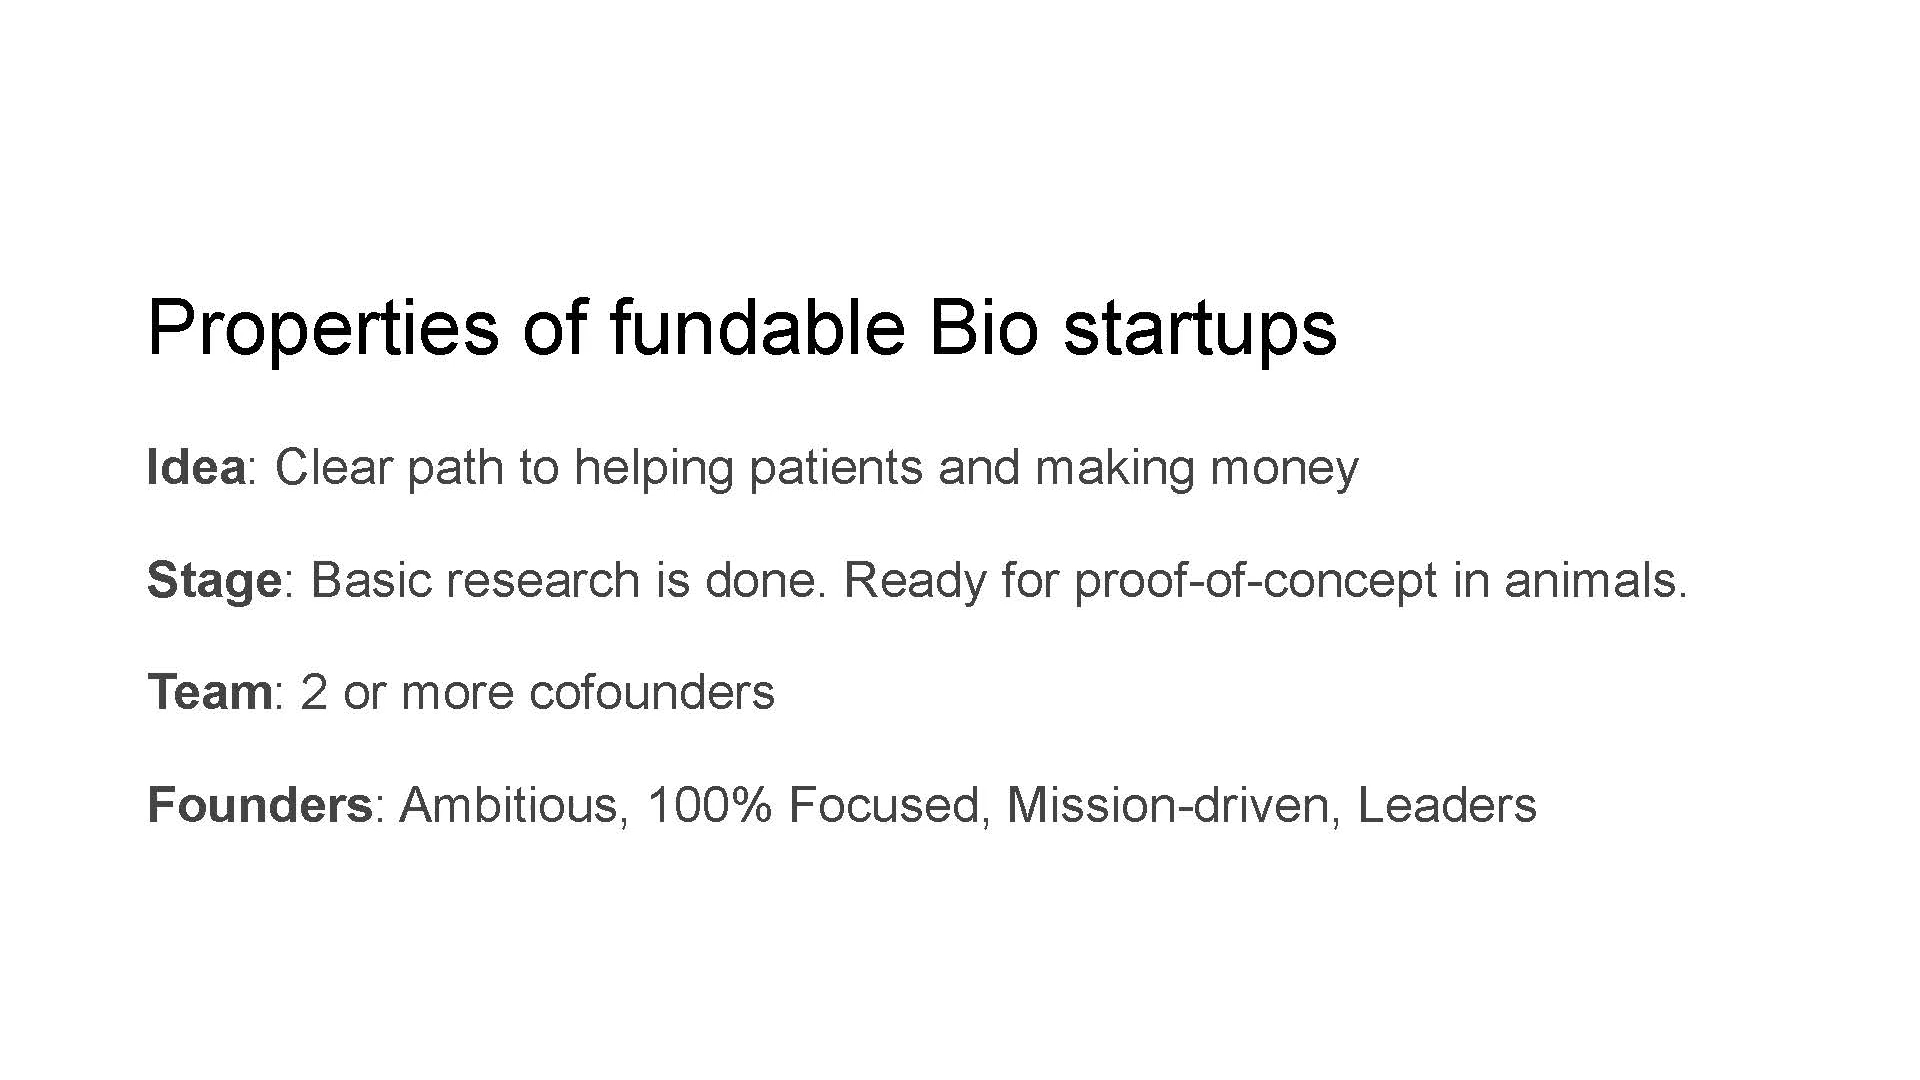 Properties of fundable Bio startups
Idea: Clear path to helping patients and making money
Stage: Basic research is done. Ready for proof-of-concept in animals.
Team: 2 or more cofounders
Founders: Ambitious, 100% Focused, Mission-driven, Leaders